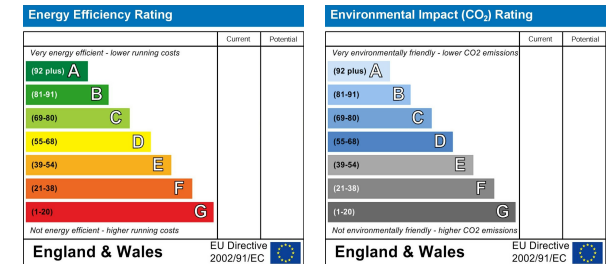 Energy Efficiency Rating
Current Potential
Very energy efficient - lower running costs
(92 plus) A
(81-91) B
(69-80) C
(55-68) D
(39-54) E
(21-38) F
(1-20) G
Not energy efficient - higher running costs
England & Wales
EU Directive
2002/91/EC
Environmental Impact (CO₂) Rating
Current Potential
Very environmentally friendly - lower CO2 emissions
(92 plus) A
(81-91) B
(69-80) C
(55-68) D
(39-54) E
(21-38) F
(1-20) G
Not environmentally friendly - higher CO2 emissions
England & Wales
EU Directive
2002/91/EC